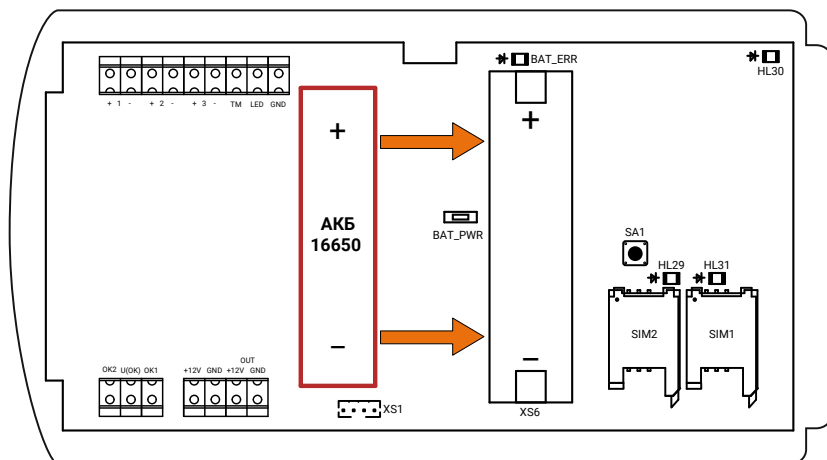 BAT_ERR
HL30
+ 1 - + 2 - + 3 - TM LED GND
+
+
АКБ
16650
BAT_PWR
SA1
HL29
HL31
SIM2
SIM1
−
−
OUT
OK2 U(OK) OK1 +12V GND +12V GND
XS1
XS6